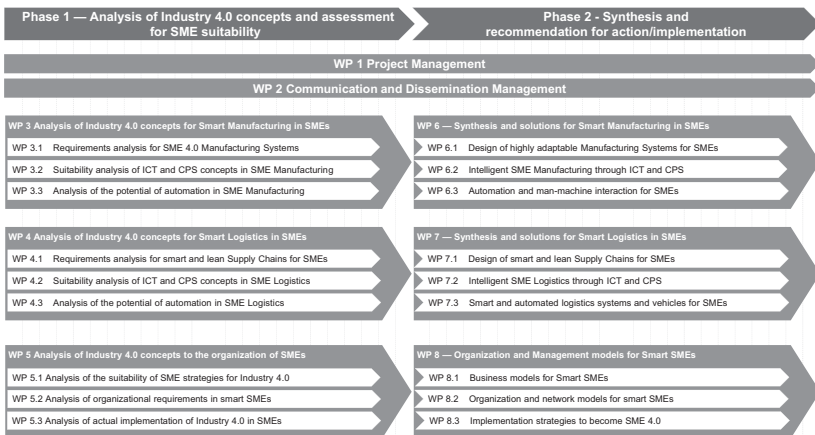 Phase 1 — Analysis of Industry 4.0 concepts and assessment
for SME suitability
Phase 2 - Synthesis and
recommendation for action/implementation
WP 1 Project Management
WP 2 Communication and Dissemination Management
WP 3 Analysis of Industry 4.0 concepts for Smart Manufacturing in SMEs
WP 3.1 Requirements analysis for SME 4.0 Manufacturing Systems
WP 3.2 Suitability analysis of ICT and CPS concepts in SME Manufacturing
WP 3.3 Analysis of the potential of automation in SME Manufacturing
WP 6 — Synthesis and solutions for Smart Manufacturing in SMEs
WP 6.1 Design of highly adaptable Manufacturing Systems for SMEs
WP 6.2 Intelligent SME Manufacturing through ICT and CPS
WP 6.3 Automation and man-machine interaction for SMEs
WP 4 Analysis of Industry 4.0 concepts for Smart Logistics in SMEs
WP 4.1 Requirements analysis for smart and lean Supply Chains for SMEs
WP 4.2 Suitability analysis of ICT and CPS concepts in SME Logistics
WP 4.3 Analysis of the potential of automation in SME Logistics
WP 7 — Synthesis and solutions for Smart Logistics in SMEs
WP 7.1 Design of smart and lean Supply Chains for SMEs
WP 7.2 Intelligent SME Logistics through ICT and CPS
WP 7.3 Smart and automated logistics systems and vehicles for SMEs
WP 5 Analysis of Industry 4.0 concepts to the organization of SMEs
WP 5.1 Analysis of the suitability of SME strategies for Industry 4.0
WP 5.2 Analysis of organizational requirements in smart SMEs
WP 5.3 Analysis of actual implementation of Industry 4.0 in SMEs
WP 8 — Organization and Management models for Smart SMEs
WP 8.1 Business models for Smart SMEs
WP 8.2 Organization and network models for smart SMEs
WP 8.3 Implementation strategies to become SME 4.0